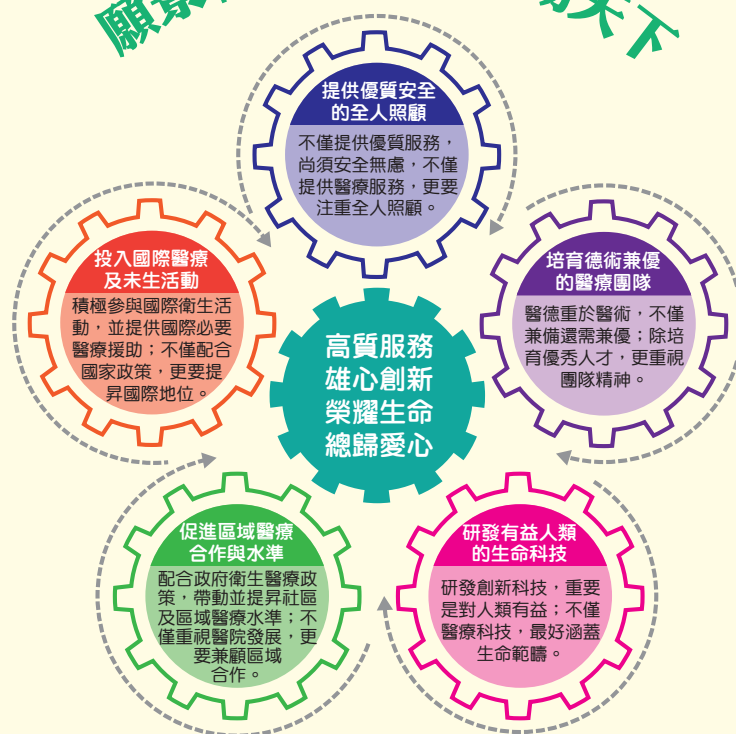 願景
天下
提供優質安全
的全人照顧
不僅提供優質服務，
尚須安全無慮，不僅
提供醫療服務，更要
注重全人照顧。
培育德術兼優
的醫療團隊
醫德重於醫術，不僅
兼備還需兼優；除培
育優秀人才，更重視
團隊精神。
研發有益人類
的生命科技
研發創新科技，重要
是對人類有益；不僅
醫療科技，最好涵蓋
生命範疇。
促進區域醫療
合作與水準
配合政府衛生醫療政
策，帶動並提昇社區
及區域醫療水準；不
僅重視醫院發展，更
要兼顧區域
合作。
投入國際醫療
及未生活動
積極參與國際衛生活
動，並提供國際必要
醫療援助；不僅配合
國家政策，更要提
昇國際地位。
高質服務
雄心創新
榮耀生命
總歸愛心